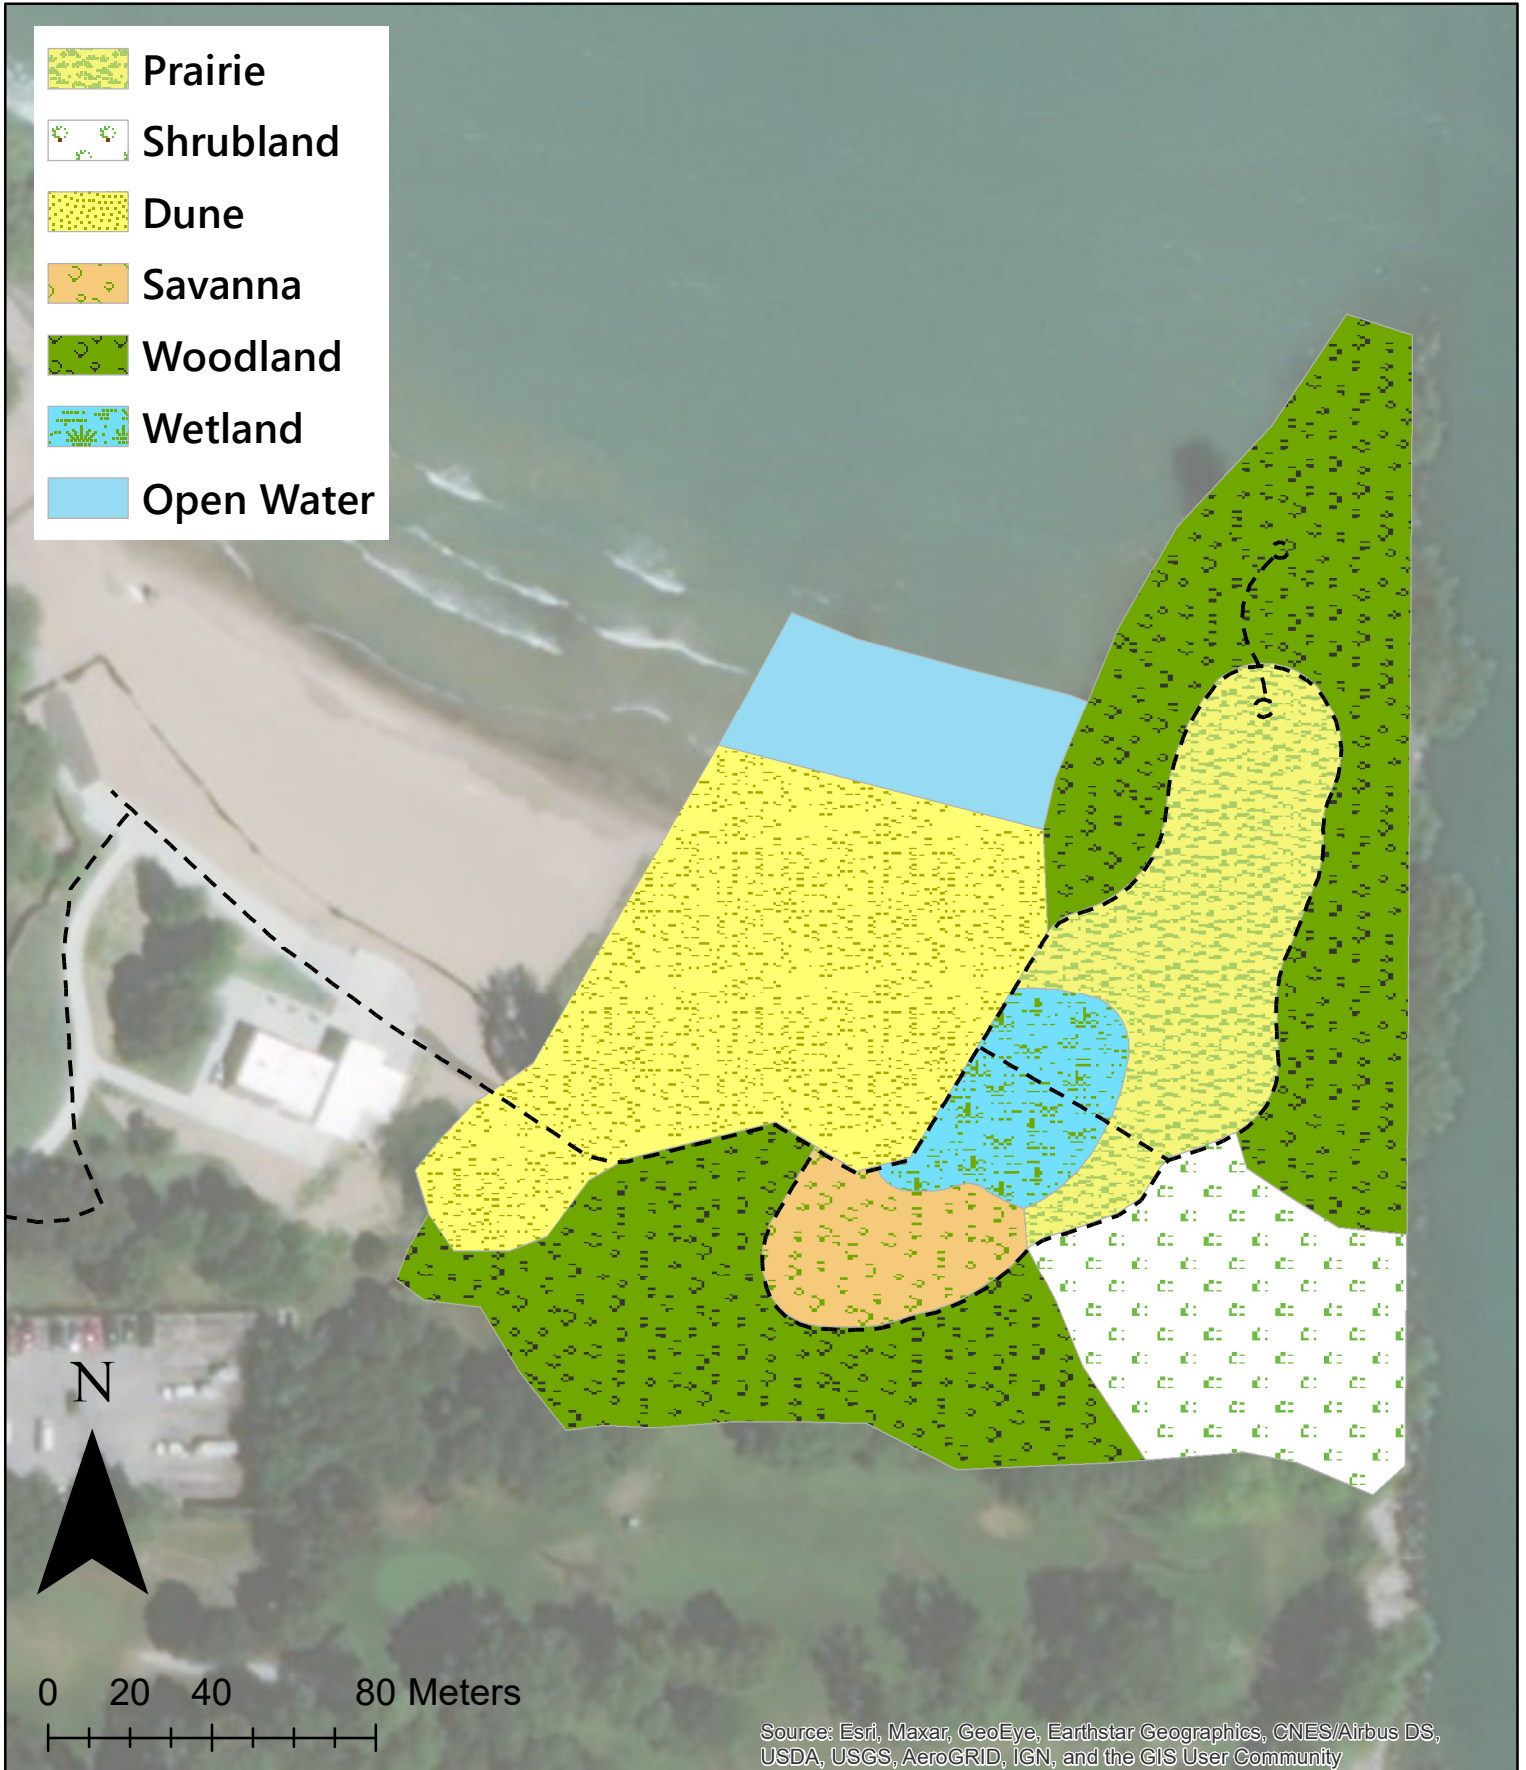 Prairie
Shrubland
Dune
Savanna
Woodland
Wetland
Open Water
N
0 20 40 80 Meters
Source: Esri, Maxar, GeoEye, Earthstar Geographics, CNES/Airbus DS,
USDA, USGS, AeroGRID, IGN, and the GIS User Community